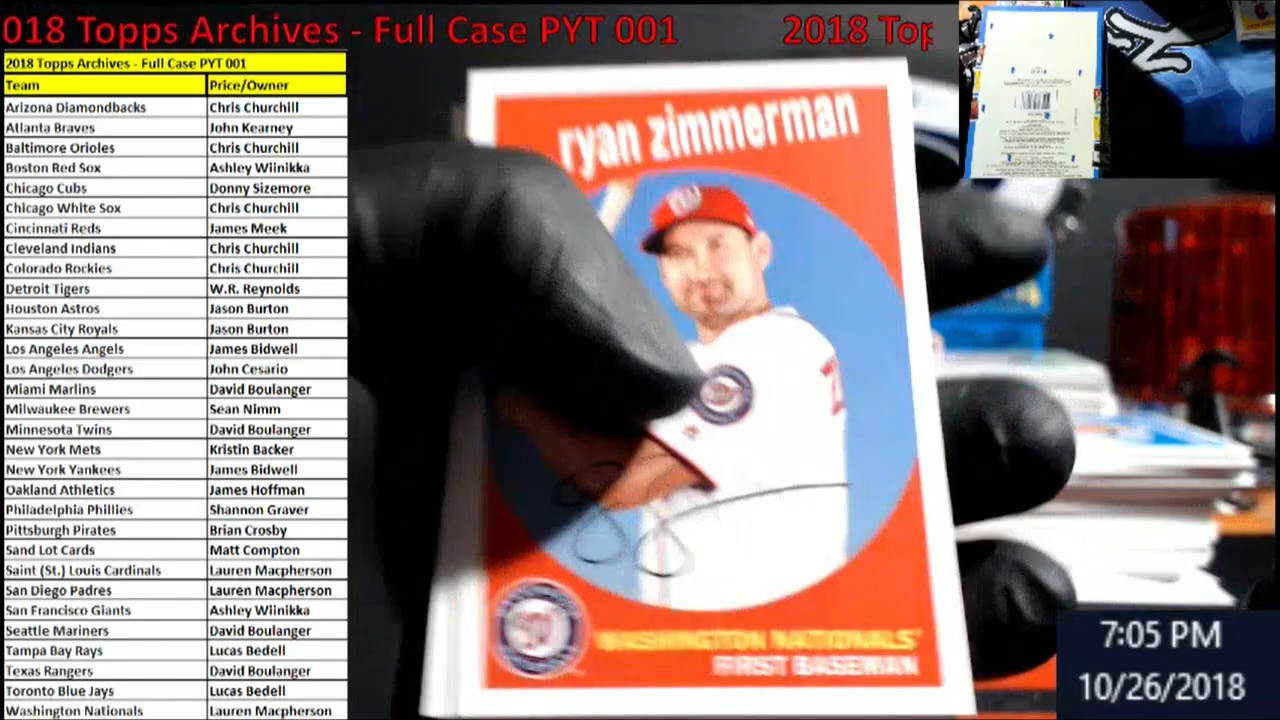 018 Topps Archives - Full Case PYT 001
2018 Top
2018 Topps Archives - Full Case PYT 001
Team Price/Owner
Arizona Diamondbacks Chris Churchill
Atlanta Braves John Kearney
Baltimore Orioles Chris Churchill
Boston Red Sox Ashley Wiinikka
Chicago Cubs Donny Sizemore
Chicago White Sox Chris Churchill
Cincinnati Reds James Meek
Cleveland Indians Chris Churchill
Colorado Rockies Chris Churchill
Detroit Tigers W.R. Reynolds
Houston Astros Jason Burton
Kansas City Royals Jason Burton
Los Angeles Angels James Bidwell
Los Angeles Dodgers John Cesario
Miami Marlins David Boulanger
Milwaukee Brewers Sean Nimm
Minnesota Twins David Boulanger
New York Mets Kristin Backer
New York Yankees James Bidwell
Oakland Athletics James Hoffman
Philadelphia Phillies Shannon Graver
Pittsburgh Pirates Brian Crosby
Sand Lot Cards Matt Compton
Saint (St.) Louis Cardinals Lauren Macpherson
San Diego Padres Lauren Macpherson
San Francisco Giants Ashley Wiinikka
Seattle Mariners David Boulanger
Tampa Bay Rays Lucas Bedell
Texas Rangers David Boulanger
Toronto Blue Jays Lucas Bedell
Washington Nationals Lauren Macpherson
ryan zimmerman
WASHINGTON NATIONALS'
FIRST BASEMAN
7:05 PM
10/26/2018